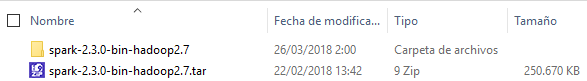 Nombre Fecha de modifica... Tipo Tamaño
spark-2.3.0-bin-hadoop2.7 26/03/2018 2:00 Carpeta de archivos
spark-2.3.0-bin-hadoop2.7.tar 22/02/2018 13:42 9 Zip 250.670 KB